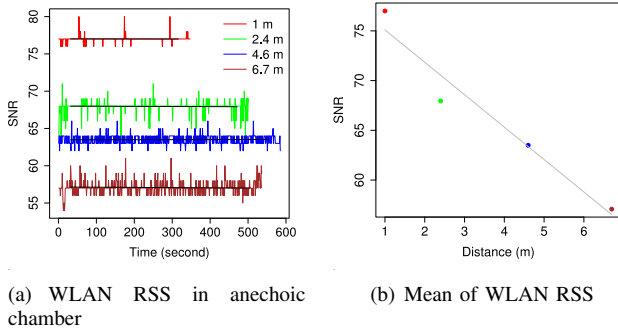 80
75
70
65
60
55
SNR
0 100 200 300 400 500 600
Time (second)
1 m
2.4 m
4.6 m
6.7 m
(a) WLAN RSS in anechoic
chamber
75
70
65
60
SNR
1 2 3 4 5 6
Distance (m)
(b) Mean of WLAN RSS